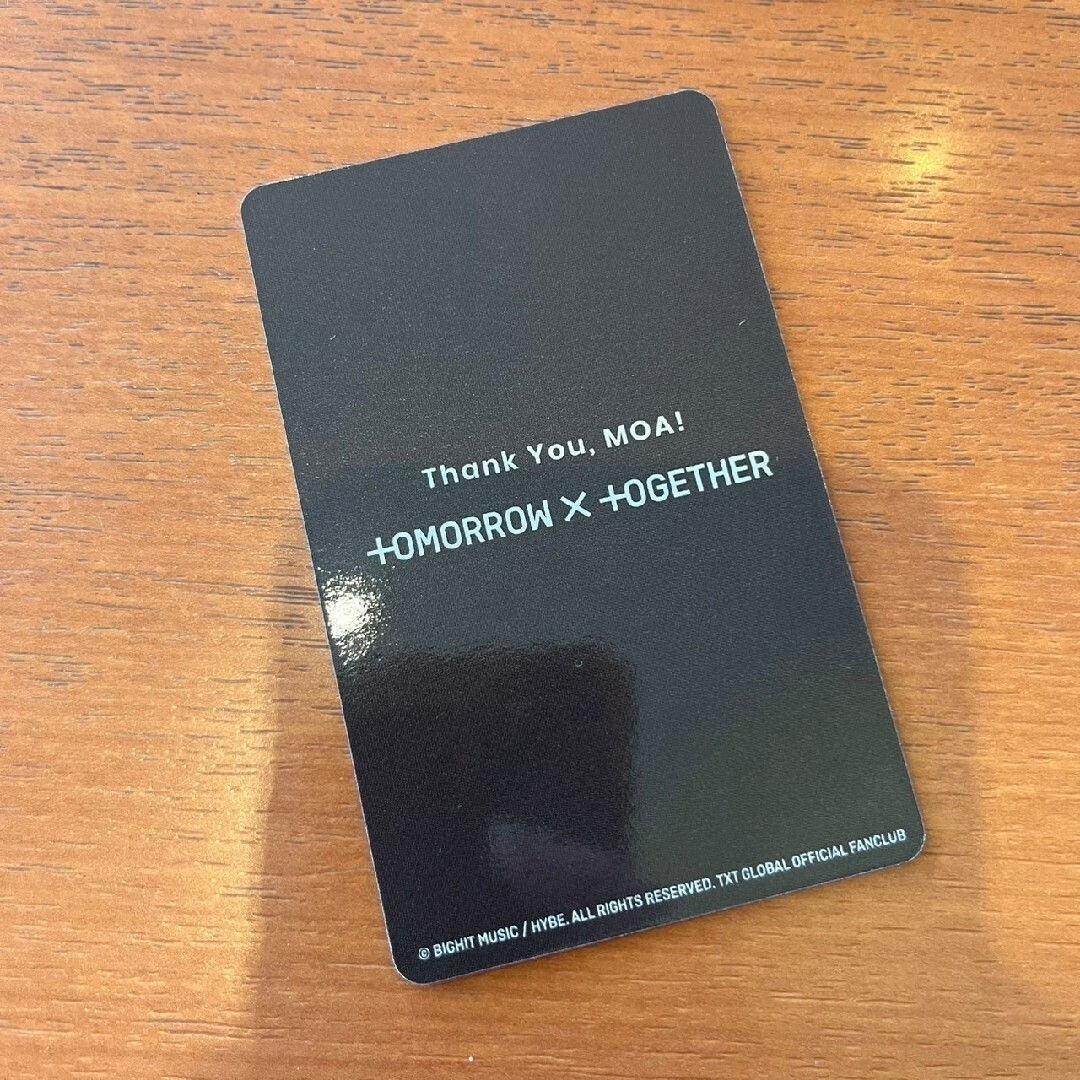 Thank You, MOA!
TOMORROW X TOGETHER
© BIGHIT MUSIC / HYBE. ALL RIGHTS RESERVED. TXT GLOBAL OFFICIAL FANCLUB